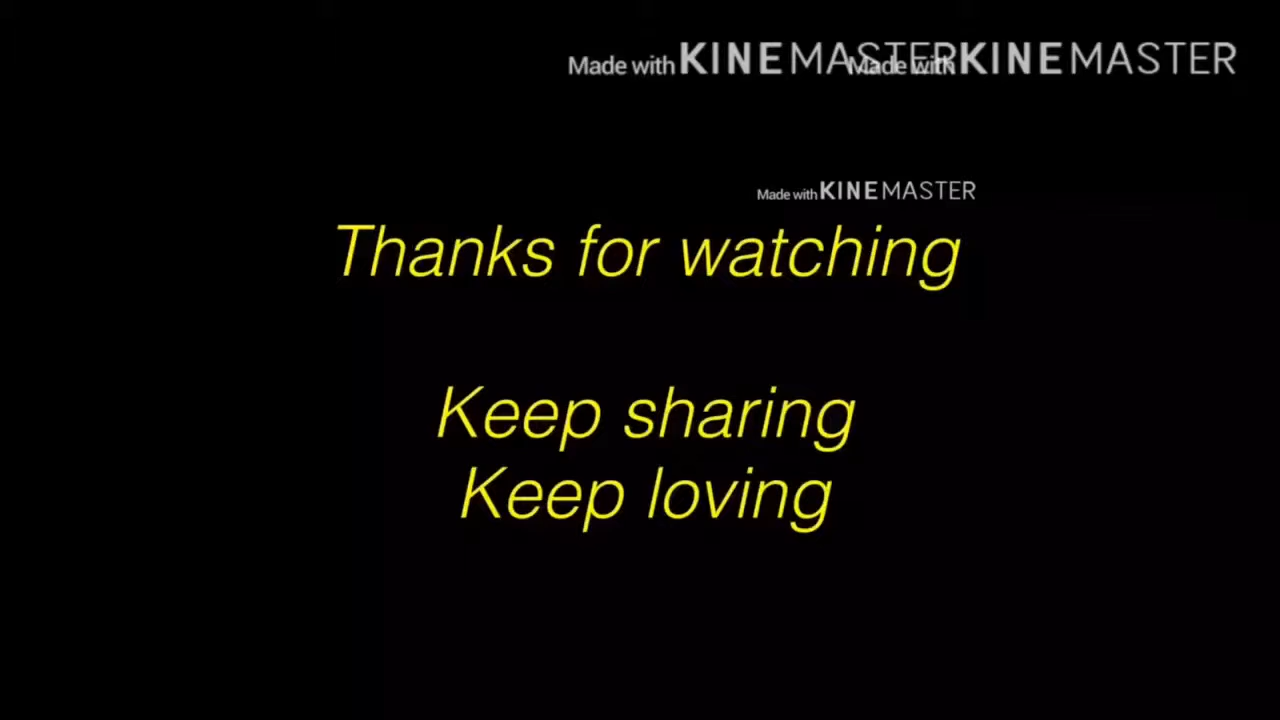 Made with KINEMASTER Made with KINEMASTER
Made with KINEMASTER
Thanks for watching
Keep sharing
Keep loving